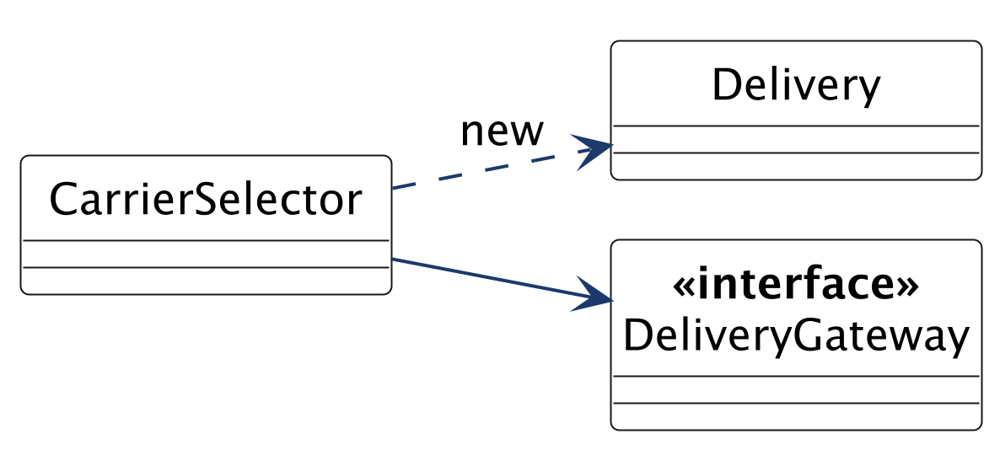 Delivery
new
CarrierSelector
«interface»
DeliveryGateway